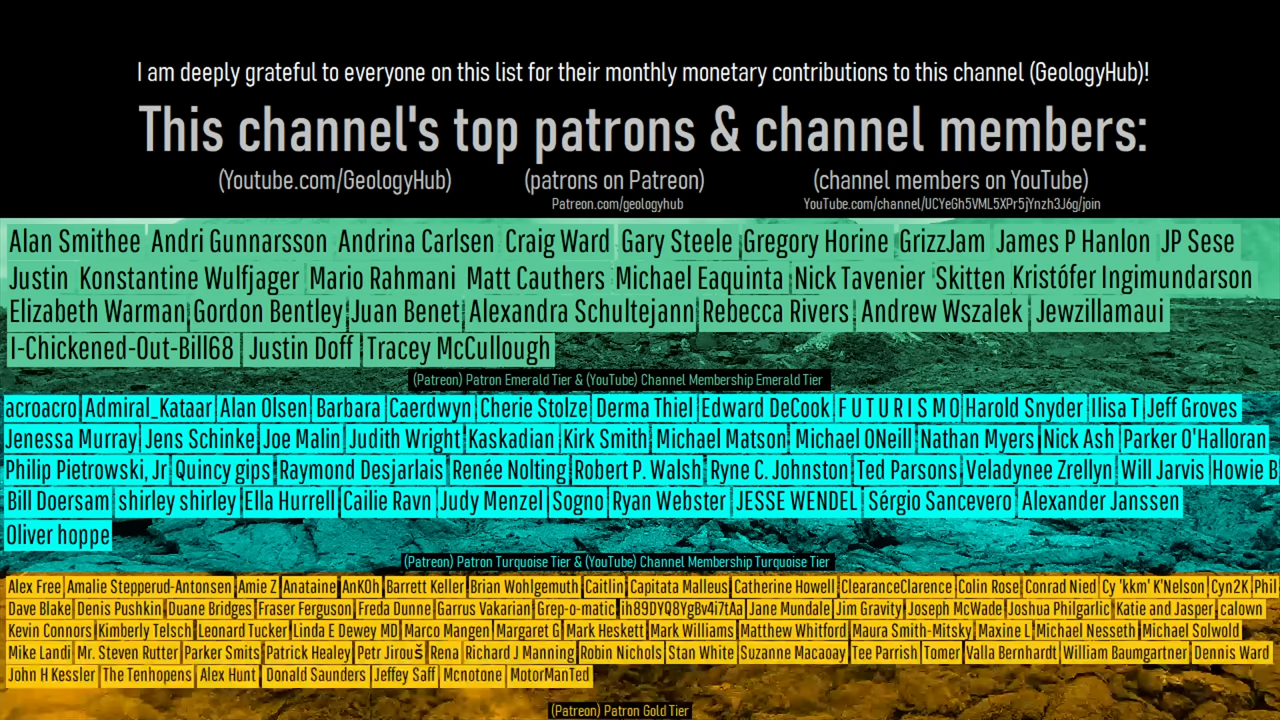 I am deeply grateful to everyone on this list for their monthly monetary contributions to this channel (GeologyHub)!
This channel's top patrons & channel members:
(Youtube.com/GeologyHub) (patrons on Patreon) (channel members on YouTube)
Patreon.com/geologyhub YouTube.com/channel/UCYeGh5VML5XPr5jYnzh3J6g/join
Alan Smithee Andri Gunnarsson Andrina Carlsen Craig Ward Gary Steele Gregory Horine GrizzJam James P Hanlon JP Sese
Justin Konstantine Wulfjager Mario Rahmani Matt Cauthers Michael Eaquinta Nick Tavenier Skitten Kristófer Ingimundarson
Elizabeth Warman Gordon Bentley Juan Benet Alexandra Schultejann Rebecca Rivers Andrew Wszalek Jewzillamaui
I-Chickened-Out-Bill68 Justin Doff Tracey McCullough
(Patreon) Patron Emerald Tier & (YouTube) Channel Membership Emerald Tier
acroacro Admiral_Kataar Alan Olsen Barbara Caerdwyn Cherie Stolze Derma Thiel Edward DeCook F U T U R I S M O Harold Snyder Ilisa T Jeff Groves
Jenessa Murray Jens Schinke Joe Malin Judith Wright Kaskadian Kirk Smith Michael Matson Michael ONeill Nathan Myers Nick Ash Parker O'Halloran
Philip Pietrowski, Jr Quincy gips Raymond Desjarlais Renée Nolting Robert P. Walsh Ryne C. Johnston Ted Parsons Veladynee Zrellyn Will Jarvis Howie B
Bill Doersam shirley shirley Ella Hurrell Cailie Ravn Judy Menzel Sogno Ryan Webster JESSE WENDEL Sérgio Sancevero Alexander Janssen
Oliver hoppe
(Patreon) Patron Turquoise Tier & (YouTube) Channel Membership Turquoise Tier
Alex Free Amalie Stepperud-Antonsen Amie Z Anataine AnKOh Barrett Keller Brian Wohlgemuth Caitlin Capitata Malleus Catherine Howell ClearanceClarence Colin Rose Conrad Nied Cy 'kkm' K'Nelson Cyn2K Phil
Dave Blake Denis Pushkin Duane Bridges Fraser Ferguson Freda Dunne Garrus Vakarian Grep-o-matic ih89DYQ8YgBv4i7tAa Jane Mundale Jim Gravity Joseph McWade Joshua Philgarlic Katie and Jasper calown
Kevin Connors Kimberly Telsch Leonard Tucker Linda E Dewey MD Marco Mangen Margaret G Mark Heskett Mark Williams Matthew Whitford Maura Smith-Mitsky Maxine L Michael Nesseth Michael Solwold
Mike Landi Mr. Steven Rutter Parker Smits Patrick Healey Petr Jirouš Rena Richard J Manning Robin Nichols Stan White Suzanne Macaoay Tee Parrish Tomer Valla Bernhardt William Baumgartner Dennis Ward
John H Kessler The Tenhopens Alex Hunt Donald Saunders Jeffey Saff Mcnotone MotorManTed
(Patreon) Patron Gold Tier